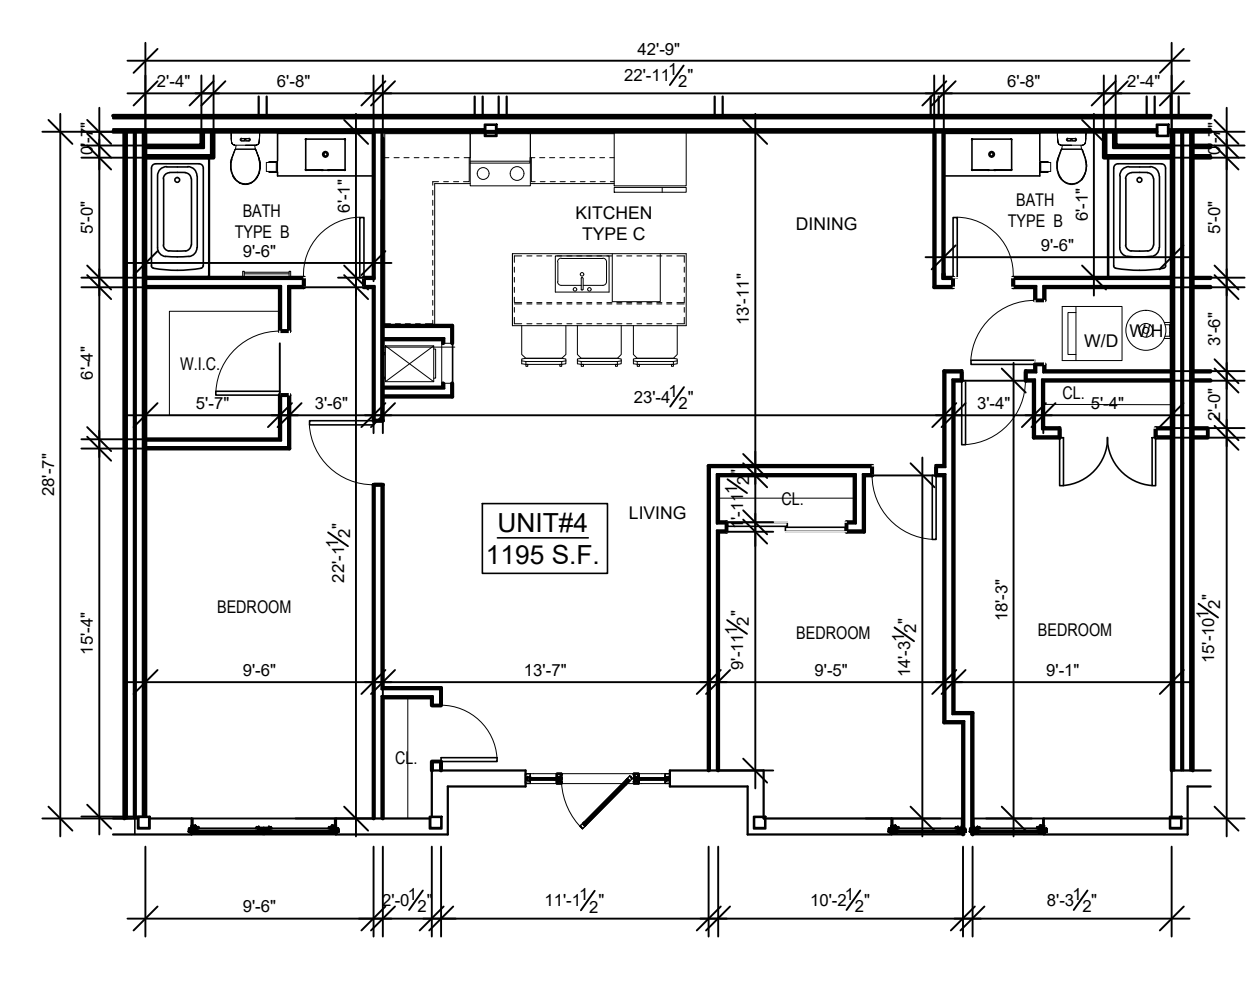 42'-9"
2'-4" 6'-8" 22'-11½" 6'-8" 2'-4"
0'-7"
5'-0"
6'-4"
15'-4"
28'-7"
BATH
TYPE B
9'-6"
6'-1"
KITCHEN
TYPE C
DINING
13'-11"
BATH
TYPE B
9'-6"
6'-1"
5'-0"
3'-6"
2'-0"
15'-10½"
W.I.C.
W/D
W/H
CL.
5'-7" 3'-6" 23'-4½" 3'-4" 5'-4"
UNIT#4
1195 S.F.
LIVING
CL.
1'-11½"
22'-1½"
BEDROOM
BEDROOM
BEDROOM
9'-11½"
14'-3½"
18'-3"
9'-6" 13'-7" 9'-5" 9'-1"
CL.
9'-6" 2'-0½" 11'-1½" 10'-2½" 8'-3½"